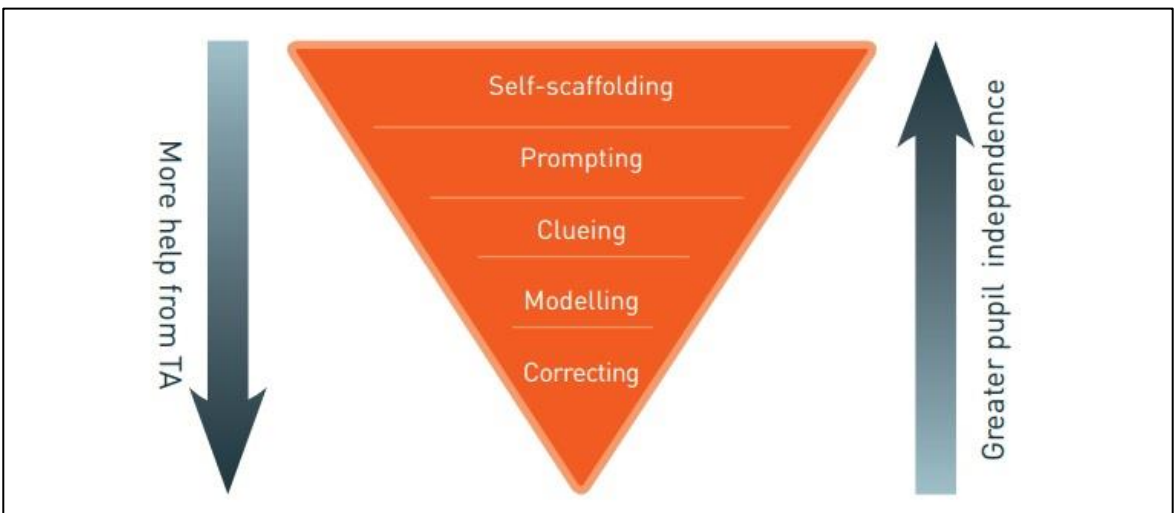 More help from TA
Self-scaffolding
Prompting
Clueing
Modelling
Correcting
Greater pupil independence